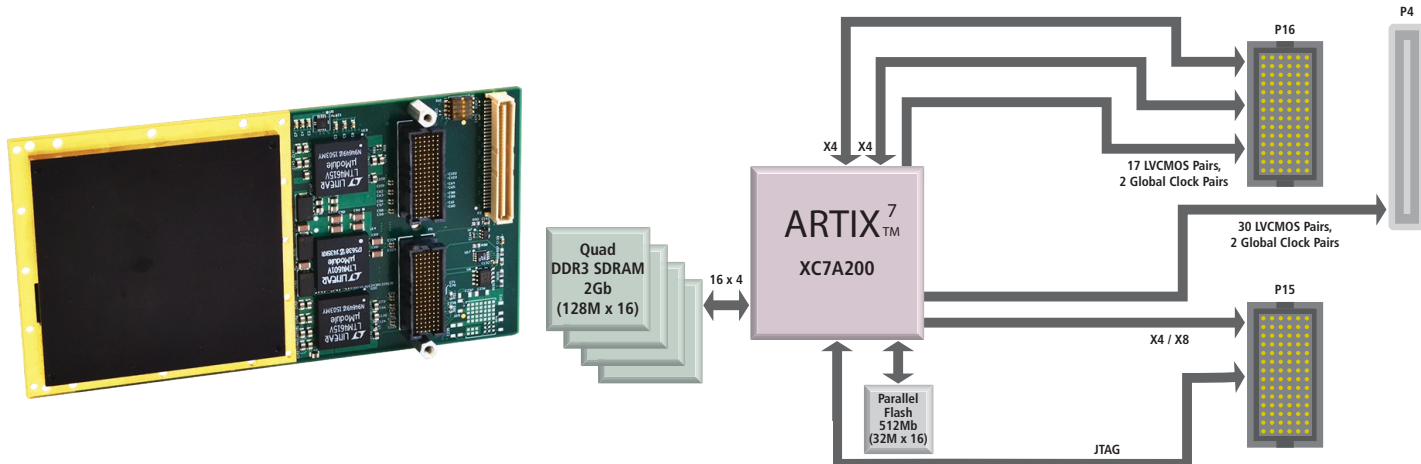 P4
P16
X4
X4
17 LVCMOS Pairs,
2 Global Clock Pairs
ARTIX 7
TM
XC7A200
30 LVCMOS Pairs,
2 Global Clock Pairs
Quad
DDR3 SDRAM
2Gb
(128M x 16)
16 x 4
P15
X4 / X8
Parallel
Flash
512Mb
(32M x 16)
JTAG
LINEAR
LTM4615V
µModule
LINEAR
LTM4601V
µModule
LINEAR
LTM4615V
µModule